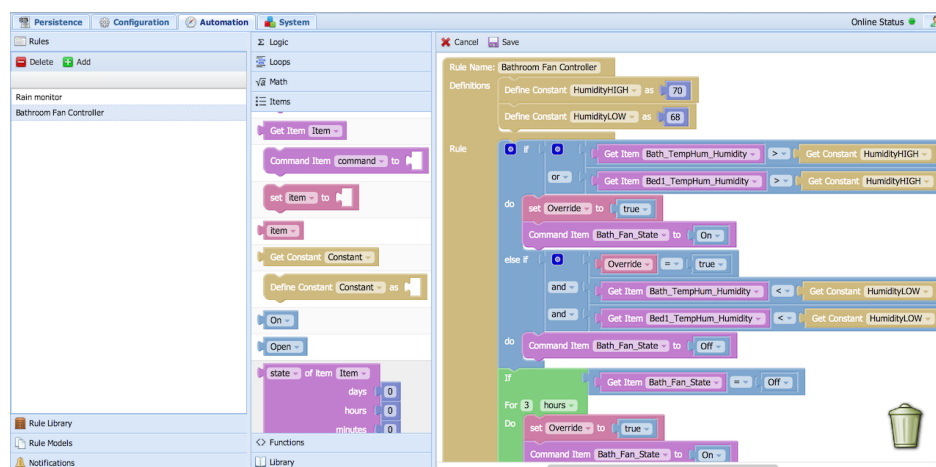 Persistence Configuration Automation System Online Status
Rules
Delete Add
Rain monitor
Bathroom Fan Controller
Rule Library
Rule Models
Notifications
Σ Logic
Loops
√a Math
Items
Get Item Item
Command Item command to
set item to
item
Get Constant Constant
Define Constant Constant as
On
Open
state of item Item
days 0
hours 0
minutes 0
<> Functions
Library
Cancel Save
Rule Name: Bathroom Fan Controller
Definitions Define Constant HumidityHIGH as 70
Define Constant HumidityLOW as 68
Rule if Get Item Bath_TempHum_Humidity > Get Constant HumidityHIGH
or Get Item Bed1_TempHum_Humidity > Get Constant HumidityHIGH
do set Override to true
Command Item Bath_Fan_State to On
else if Override = true
and Get Item Bath_TempHum_Humidity < Get Constant HumidityLOW
and Get Item Bed1_TempHum_Humidity < Get Constant HumidityLOW
do Command Item Bath_Fan_State to Off
If Get Item Bath_Fan_State = Off
For 3 hours
Do set Override to true
Command Item Bath_Fan_State to On